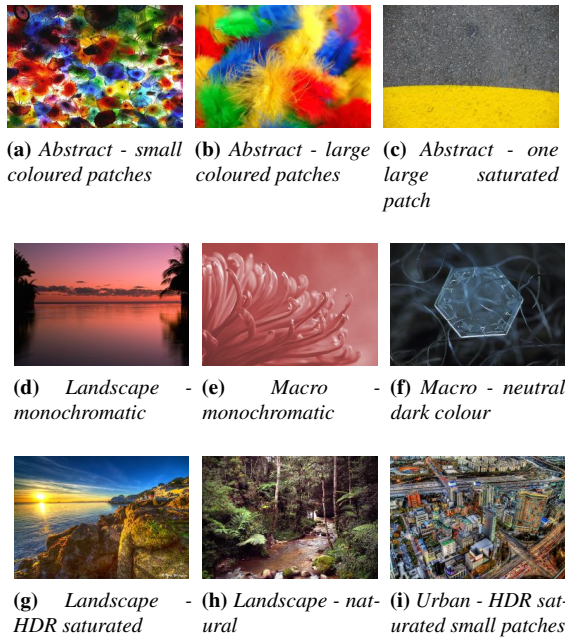 (a) Abstract - small
coloured patches
(b) Abstract - large
coloured patches
(c) Abstract - one
large saturated
patch
(d) Landscape -
monochromatic
(e) Macro -
monochromatic
(f) Macro - neutral
dark colour
(g) Landscape -
HDR saturated
(h) Landscape - nat-
ural
(i) Urban - HDR sat-
urated small patches